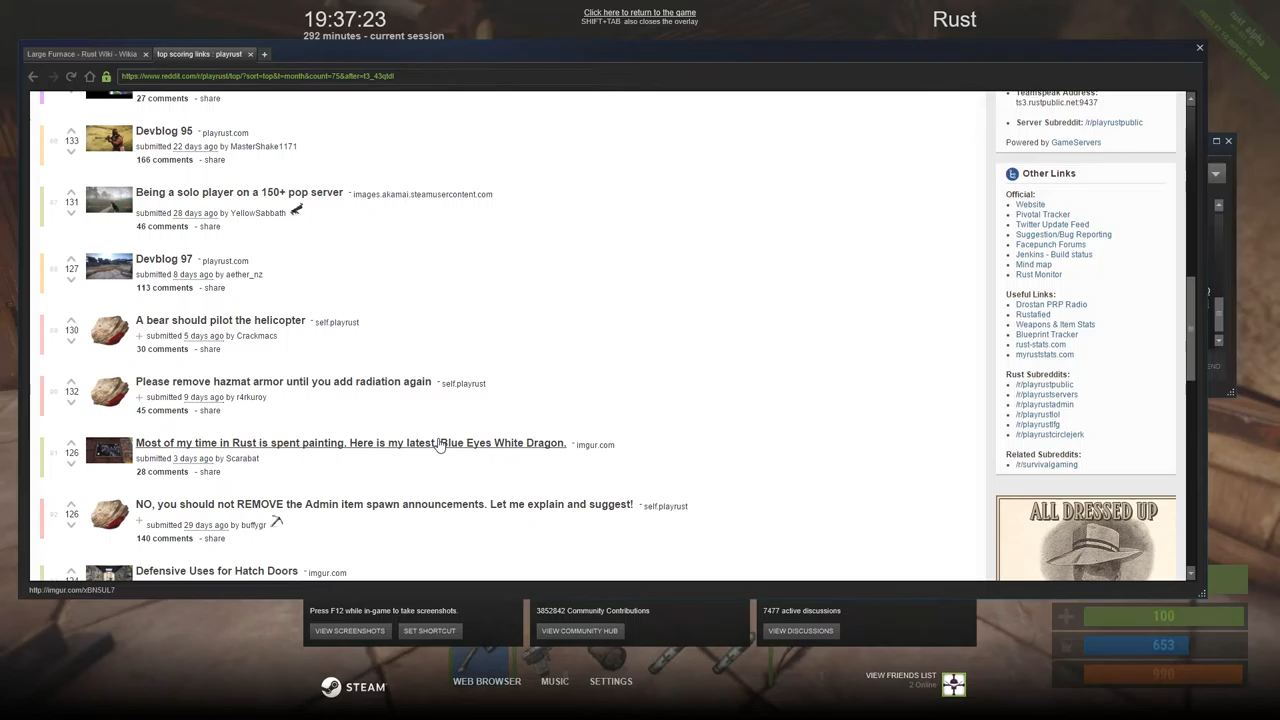 19:37:23
292 minutes - current session
Click here to return to the game
SHIFT+TAB also closes the overlay
Rust
Large Furnace - Rust Wiki - Wikia
top scoring links : playrust
https://www.reddit.com/r/playrust/top/?sort=top&t=month&count=75&after=t3_43qtdl
27 comments - share
133
Devblog 95 - playrust.com
submitted 22 days ago by MasterShake1171
166 comments - share
131
Being a solo player on a 150+ pop server - images.akamai.steamusercontent.com
submitted 28 days ago by YellowSabbath
46 comments - share
127
Devblog 97 - playrust.com
submitted 8 days ago by aether_nz
113 comments - share
130
A bear should pilot the helicopter - self.playrust
submitted 5 days ago by Crackmacs
30 comments - share
132
Please remove hazmat armor until you add radiation again - self.playrust
submitted 9 days ago by r4rkuroy
45 comments - share
126
Most of my time in Rust is spent painting. Here is my latest, Blue Eyes White Dragon. - imgur.com
submitted 3 days ago by Scarabat
28 comments - share
126
NO, you should not REMOVE the Admin item spawn announcements. Let me explain and suggest! - self.playrust
submitted 29 days ago by buffygr
140 comments - share
Defensive Uses for Hatch Doors - imgur.com
http://imgur.com/xBN5UL7
Teamspeak Address:
ts3.rustpublic.net:9437
Server Subreddit: /r/playrustpublic
Powered by GameServers
Other Links
Official:
Website
Pivotal Tracker
Twitter Update Feed
Suggestion/Bug Reporting
Facepunch Forums
Jenkins - Build status
Mind map
Rust Monitor
Useful Links:
Drostan PRP Radio
Rustafied
Weapons & Item Stats
Blueprint Tracker
rust-stats.com
myruststats.com
Rust Subreddits:
/r/playrustpublic
/r/playrustservers
/r/playrustadmin
/r/playrustlol
/r/playrustlfg
/r/playrustcirclejerk
Related Subreddits:
/r/survivalgaming
ALL DRESSED UP
Press F12 while in-game to take screenshots.
VIEW SCREENSHOTS
SET SHORTCUT
3852842 Community Contributions
VIEW COMMUNITY HUB
7477 active discussions
VIEW DISCUSSIONS
STEAM
WEB BROWSER
MUSIC
SETTINGS
VIEW FRIENDS LIST
2 Online
100
653
990